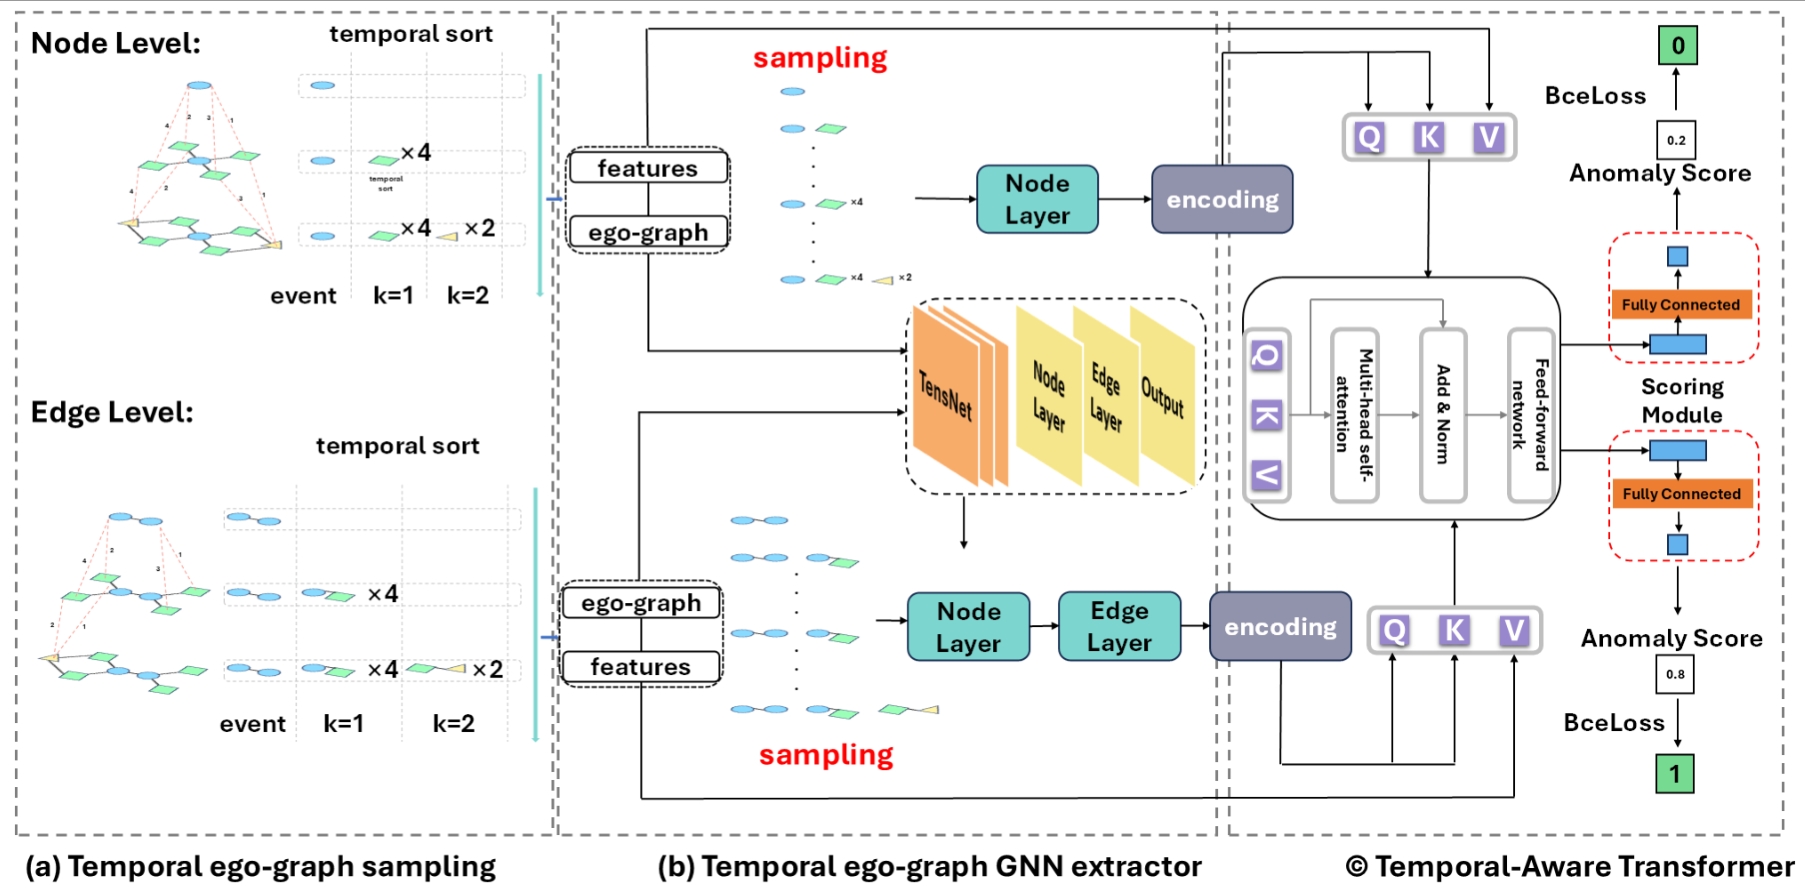 Node Level:
temporal sort
4 2 3 1
4 2 3 1
×4
temporal
sort
×4 ×2
event k=1 k=2
Edge Level:
temporal sort
4 2 3 1
2 1
×4
×4 ×2
event k=1 k=2
(a) Temporal ego-graph sampling
features
ego-graph
sampling
×4
×4 ×2
Node
Layer
encoding
TensNet
Node
Layer
Edge
Layer
Output
ego-graph
features
Node
Layer
Edge
Layer
encoding
sampling
(b) Temporal ego-graph GNN extractor
Q K V
Q
K
V
Multi-head self-
attention
Add & Norm
Feed-forward
network
Q K V
0
BceLoss
0.2
Anomaly Score
Fully Connected
Scoring
Module
Fully Connected
Anomaly Score
0.8
BceLoss
1
© Temporal-Aware Transformer